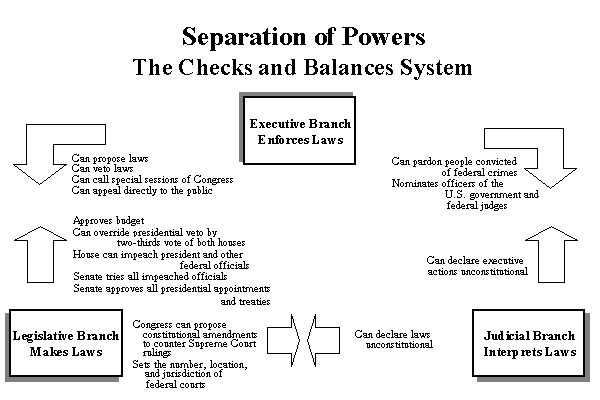 Separation of Powers
The Checks and Balances System
Executive Branch
Enforces Laws
Can propose laws
Can veto laws
Can call special sessions of Congress
Can appeal directly to the public
Can pardon people convicted
of federal crimes
Nominates officers of the
U.S. government and
federal judges
Approves budget
Can override presidential veto by
two-thirds vote of both houses
House can impeach president and other
federal officials
Senate tries all impeached officials
Senate approves all presidential appointments
and treaties
Can declare executive
actions unconstitutional
Legislative Branch
Makes Laws
Congress can propose
constitutional amendments
to counter Supreme Court
rulings
Sets the number, location,
and jurisdiction of
federal courts
Can declare laws
unconstitutional
Judicial Branch
Interprets Laws